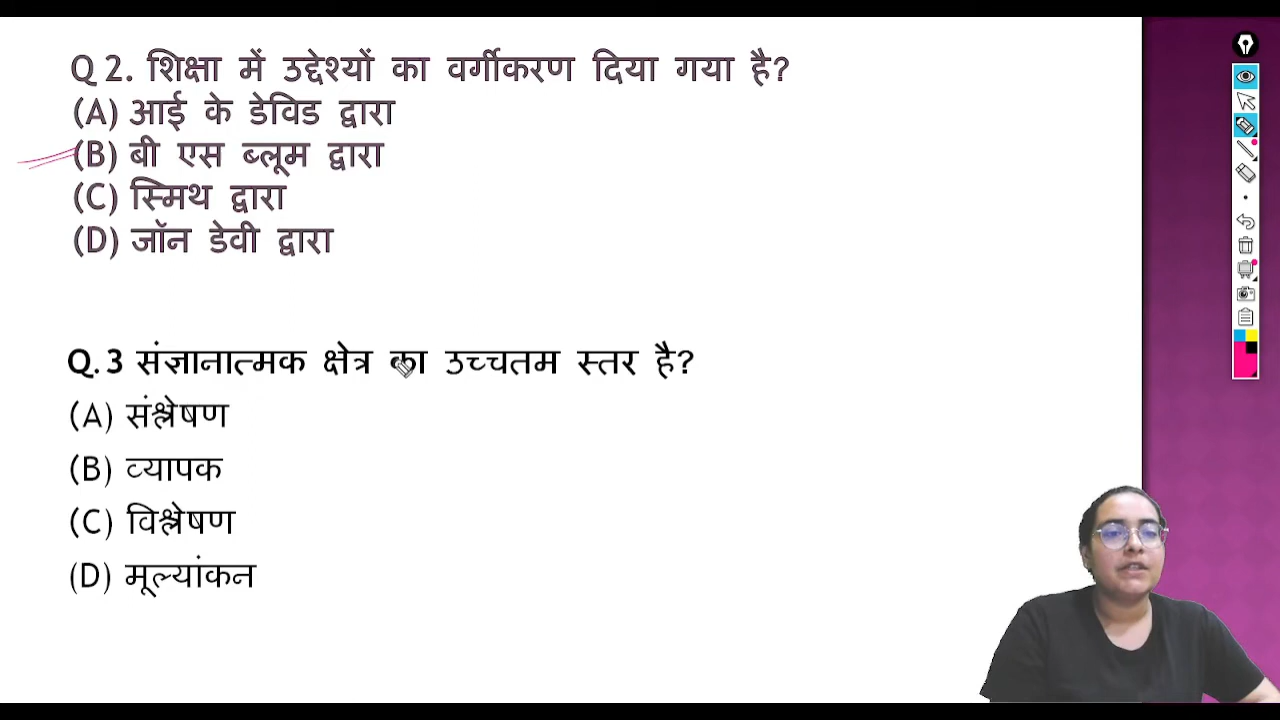 Q 2. शिक्षा में उद्देश्यों का वर्गीकरण दिया गया है?
(A) आई के डेविड द्वारा
(B) बी एस ब्लूम द्वारा
(C) स्मिथ द्वारा
(D) जॉन डेवी द्वारा
Q.3 संज्ञानात्मक क्षेत्र का उच्चतम स्तर है?
(A) संश्लेषण
(B) व्यापक
(C) विश्लेषण
(D) मूल्यांकन